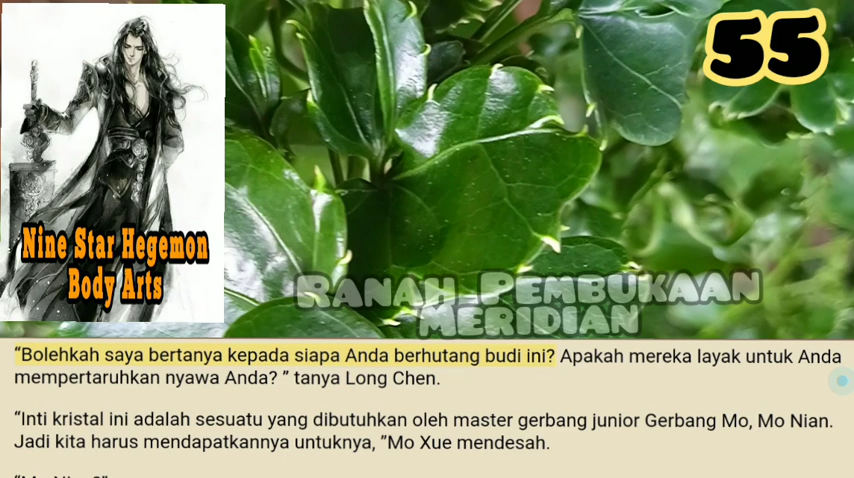 55
Nine Star Hegemon
Body Arts
Ranah Pembukaan
Meridian
“Bolehkah saya bertanya kepada siapa Anda berhutang budi ini? Apakah mereka layak untuk Anda
mempertaruhkan nyawa Anda? ” tanya Long Chen.
“Inti kristal ini adalah sesuatu yang dibutuhkan oleh master gerbang junior Gerbang Mo, Mo Nian.
Jadi kita harus mendapatkannya untuknya, ”Mo Xue mendesah.